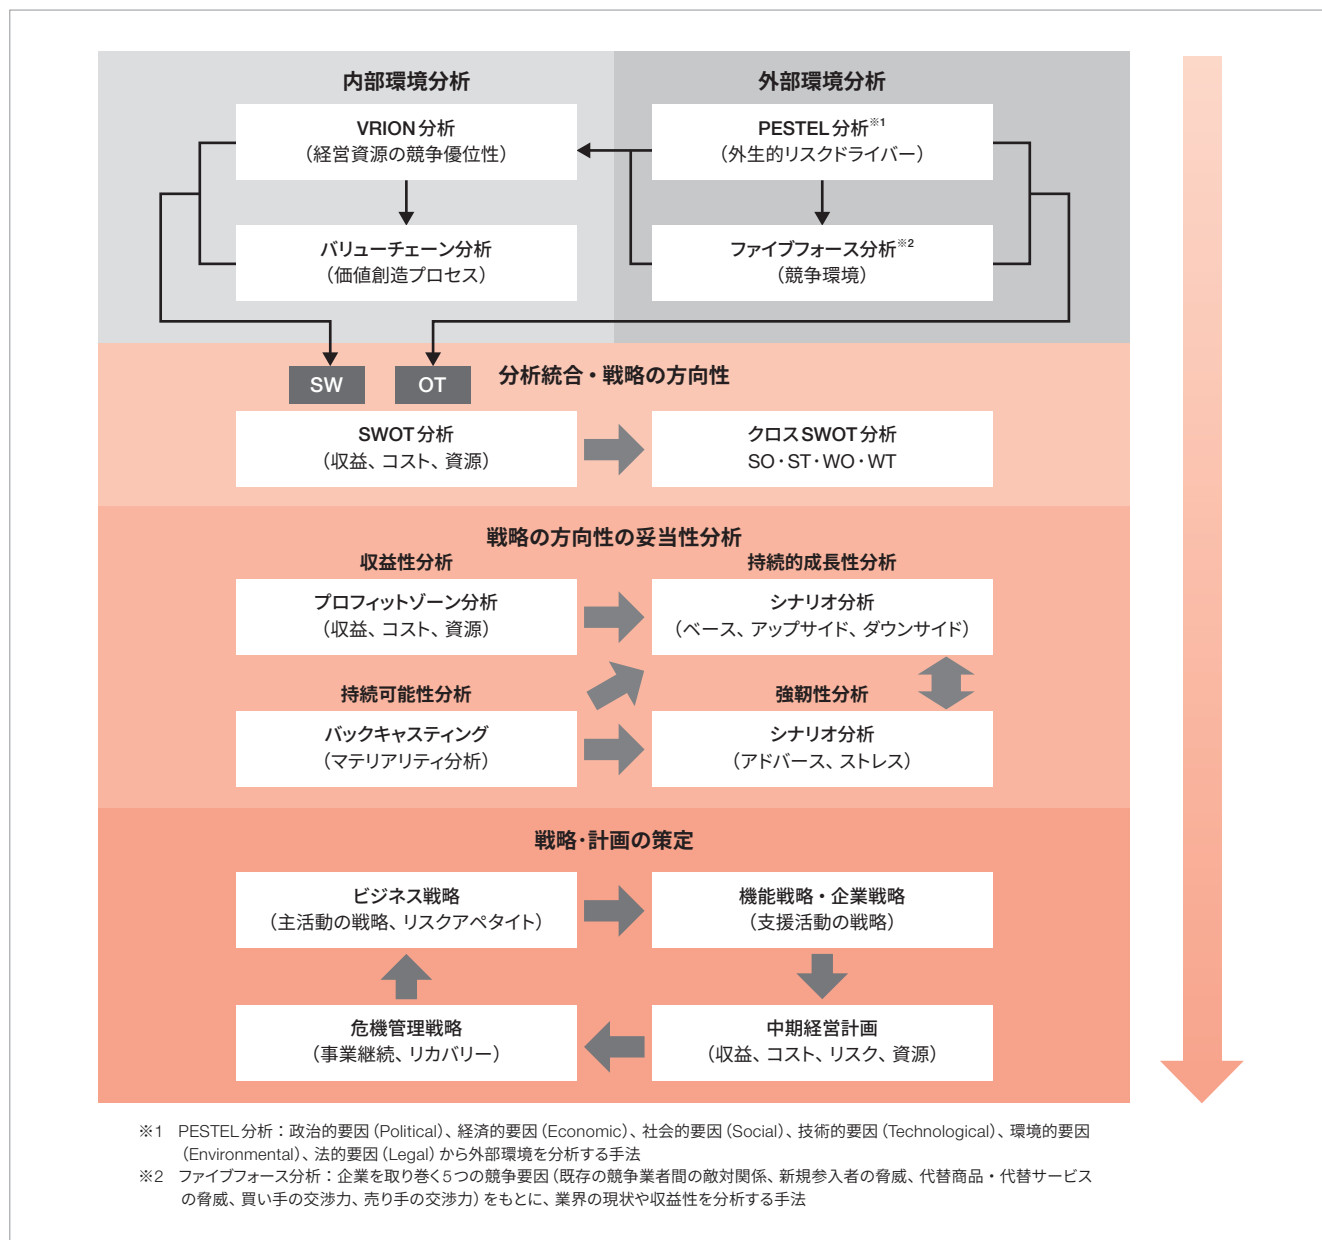 内部環境分析
外部環境分析
VRION分析
（経営資源の競争優位性）
PESTEL分析※1
（外生的リスクドライバー）
バリューチェーン分析
（価値創造プロセス）
ファイブフォース分析※2
（競争環境）
SW
OT
分析統合・戦略の方向性
SWOT分析
（収益、コスト、資源）
クロスSWOT分析
SO・ST・WO・WT
戦略の方向性の妥当性分析
収益性分析
持続的成長性分析
プロフィットゾーン分析
（収益、コスト、資源）
シナリオ分析
（ベース、アップサイド、ダウンサイド）
持続可能性分析
強靭性分析
バックキャスティング
（マテリアリティ分析）
シナリオ分析
（アドバース、ストレス）
戦略・計画の策定
ビジネス戦略
（主活動の戦略、リスクアペタイト）
機能戦略・企業戦略
（支援活動の戦略）
危機管理戦略
（事業継続、リカバリー）
中期経営計画
（収益、コスト、リスク、資源）
※1 PESTEL分析：政治的要因（Political）、経済的要因（Economic）、社会的要因（Social）、技術的要因（Technological）、環境的要因
（Environmental）、法的要因（Legal）から外部環境を分析する手法
※2 ファイブフォース分析：企業を取り巻く5つの競争要因（既存の競争業者間の敵対関係、新規参入者の脅威、代替商品・代替サービス
の脅威、買い手の交渉力、売り手の交渉力）をもとに、業界の現状や収益性を分析する手法